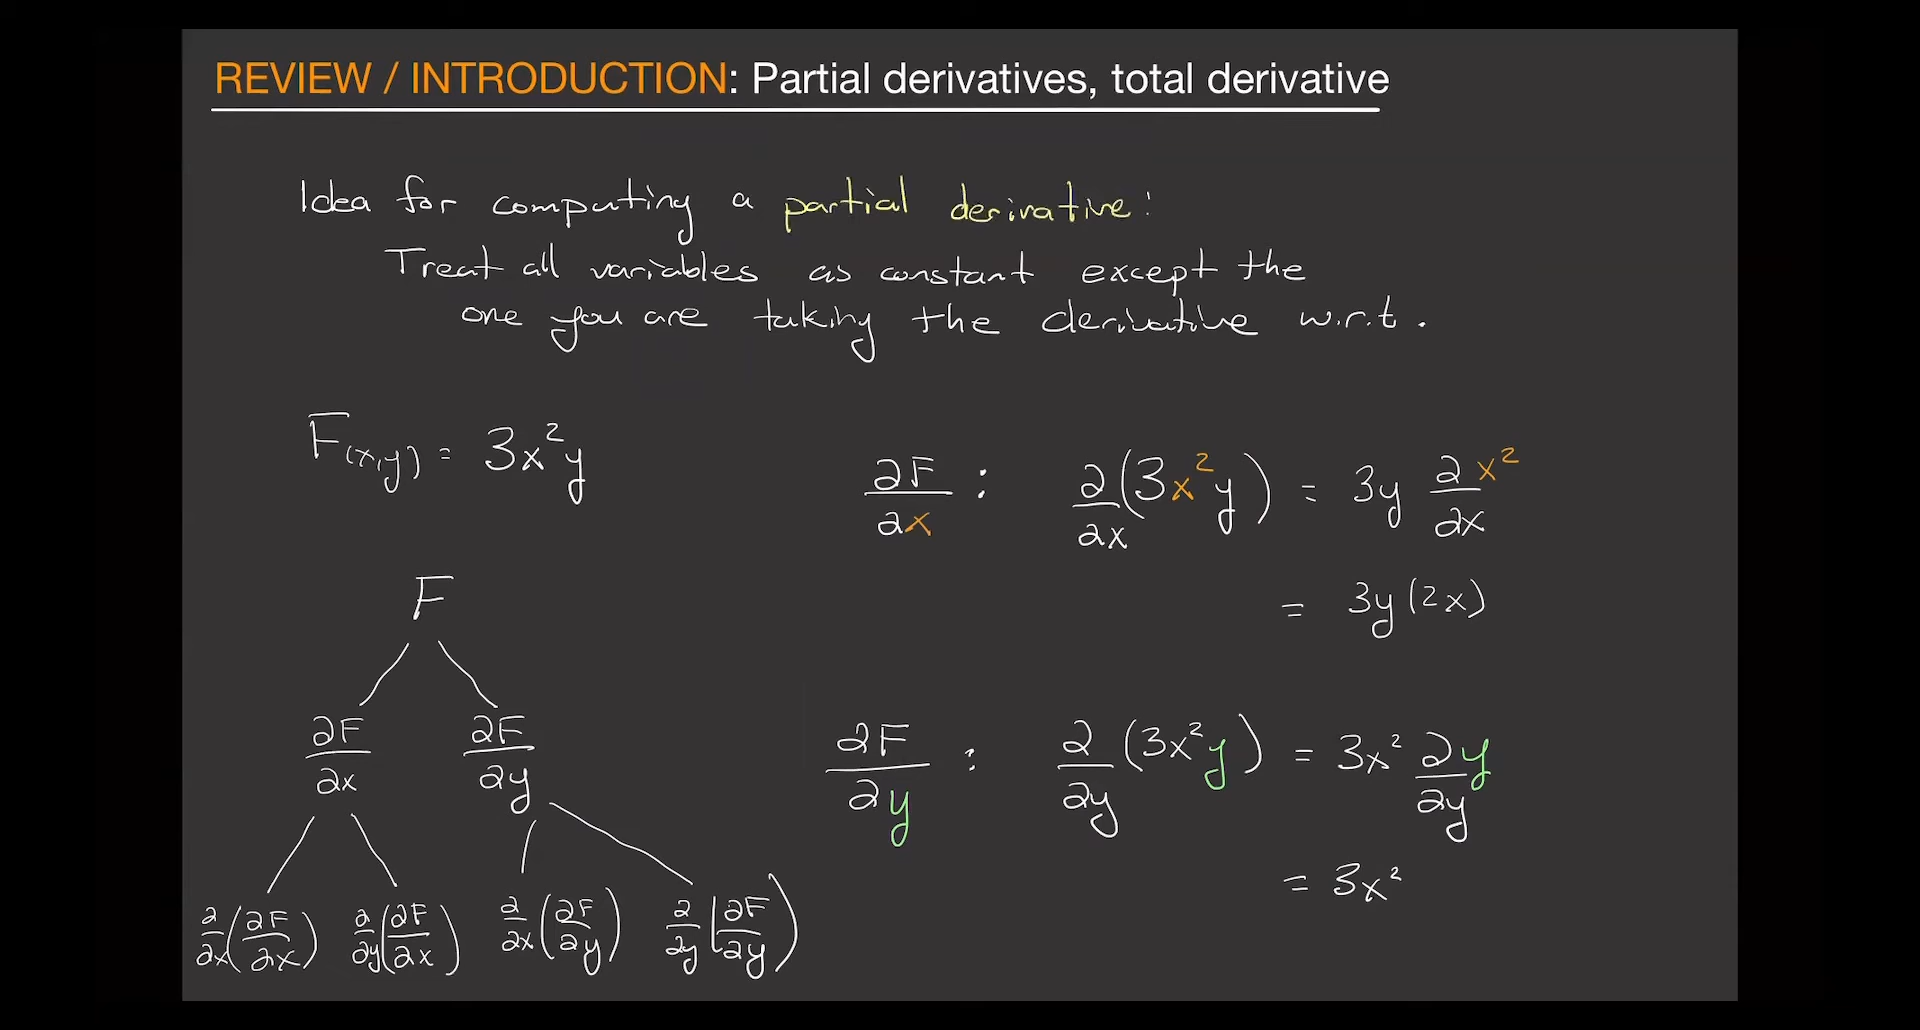 REVIEW / INTRODUCTION: Partial derivatives, total derivative
Idea for computing a partial derivative:
Treat all variables as constant except the
one you are taking the derivative w.r.t.
F(x,y) = 3x²y
∂F/∂x : ∂/∂x (3x²y) = 3y ∂x²/∂x
= 3y(2x)
F
∂F/∂x ∂F/∂y
∂/∂x (∂F/∂x) ∂/∂y (∂F/∂x) ∂/∂x (∂F/∂y) ∂/∂y (∂F/∂y)
∂F/∂y : ∂/∂y (3x²y) = 3x² ∂y/∂y
= 3x²